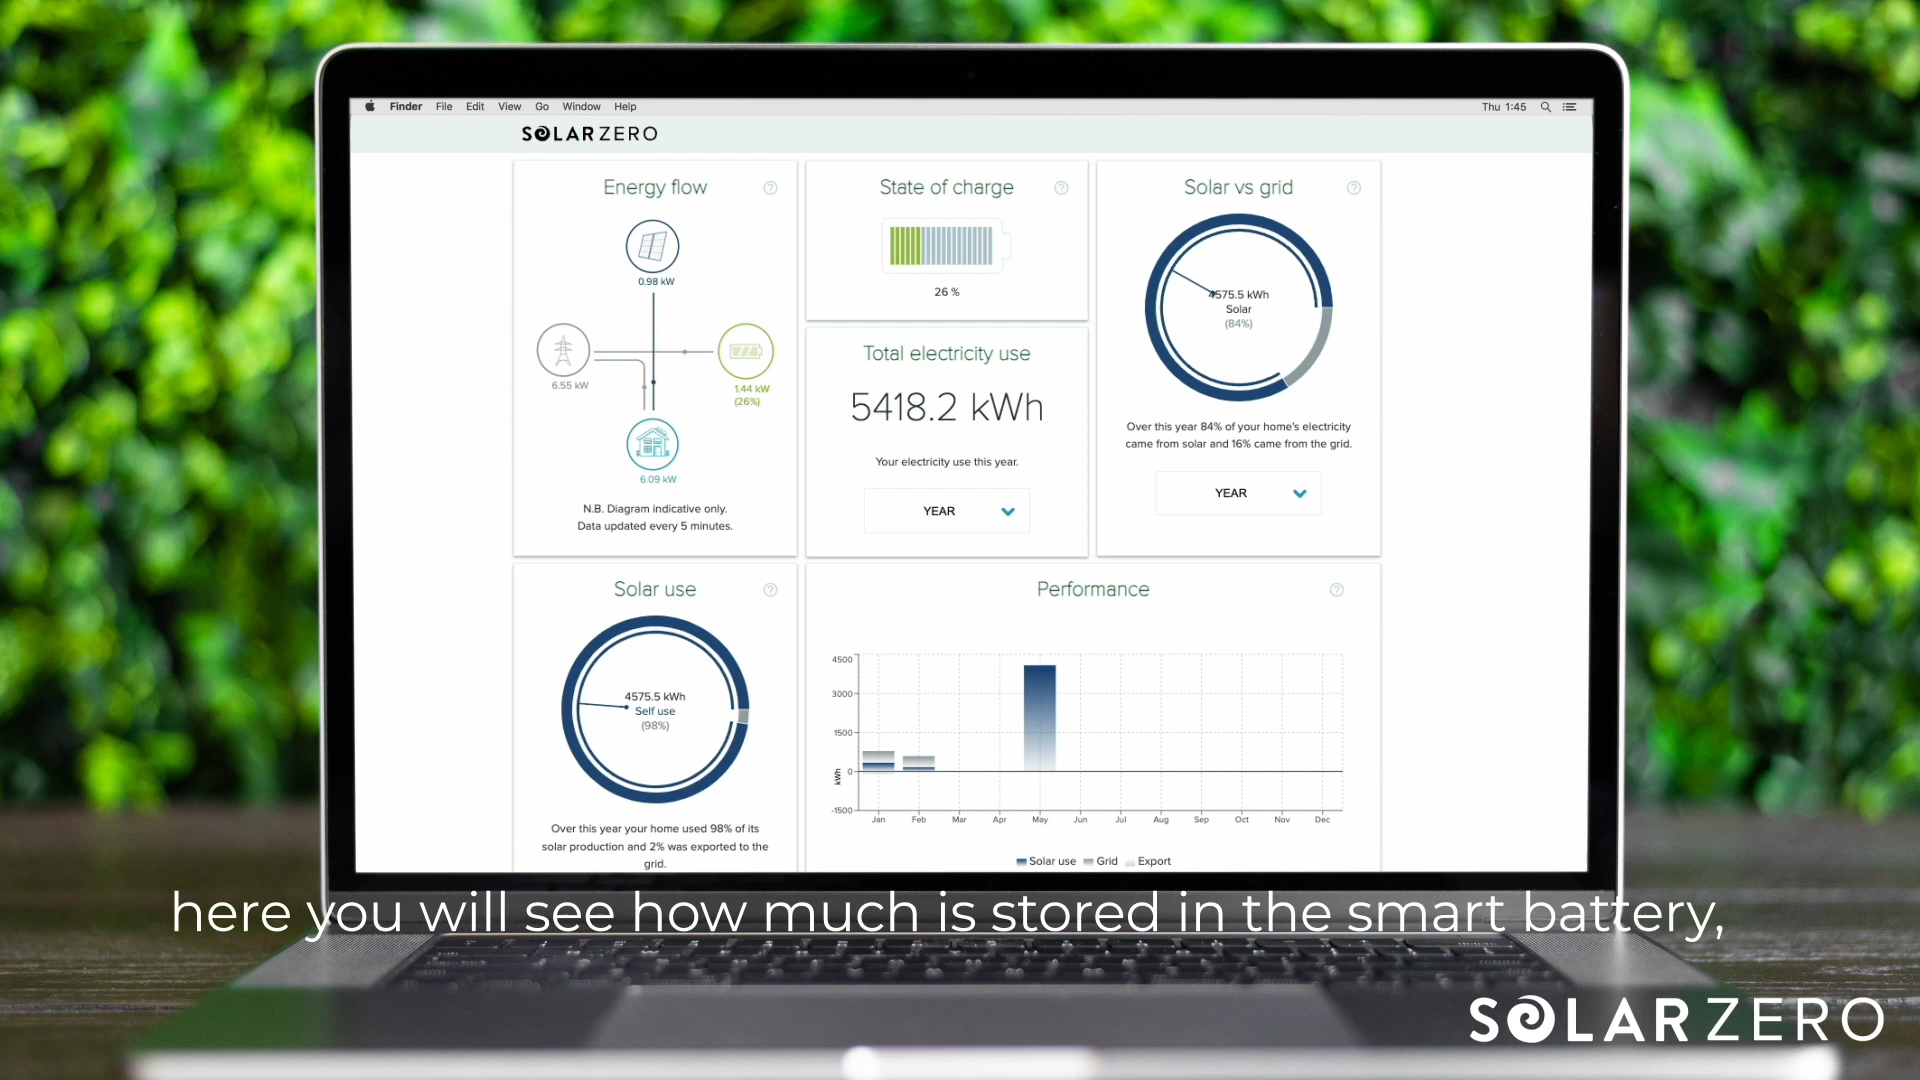 Finder File Edit View Go Window Help
Thu 1:45
SOLARZERO
Energy flow
0.98 kW
6.55 kW
1.44 kW
(26%)
6.09 kW
N.B. Diagram indicative only.
Data updated every 5 minutes.
State of charge
26 %
Total electricity use
5418.2 kWh
Your electricity use this year.
YEAR
Solar vs grid
4575.5 kWh
Solar
(84%)
Over this year 84% of your home's electricity
came from solar and 16% came from the grid.
YEAR
Solar use
4575.5 kWh
Self use
(98%)
Over this year your home used 98% of its
solar production and 2% was exported to the
grid.
Performance
4500
3000
1500
0
-1500
kWh
Jan Feb Mar Apr May Jun Jul Aug Sep Oct Nov Dec
Solar use Grid Export
here you will see how much is stored in the smart battery,
SOLARZERO